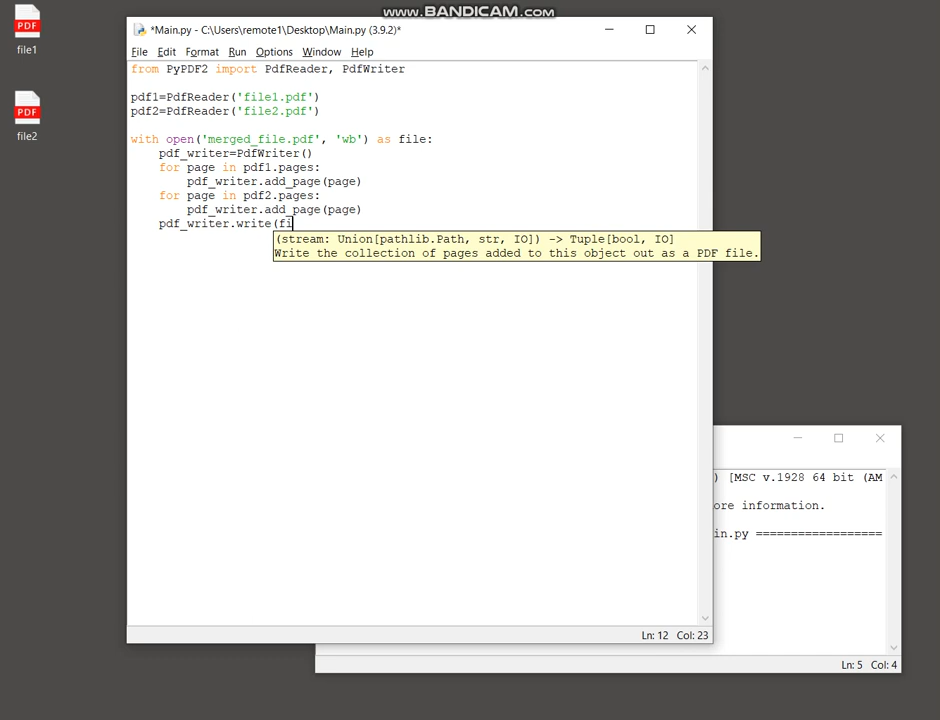 www.BANDICAM.com
PDF
file1
PDF
file2
*Main.py - C:\Users\remote1\Desktop\Main.py (3.9.2)*
File Edit Format Run Options Window Help
from PyPDF2 import PdfReader, PdfWriter
pdf1=PdfReader('file1.pdf')
pdf2=PdfReader('file2.pdf')
with open('merged_file.pdf', 'wb') as file:
    pdf_writer=PdfWriter()
    for page in pdf1.pages:
        pdf_writer.add_page(page)
    for page in pdf2.pages:
        pdf_writer.add_page(page)
    pdf_writer.write(fi
(stream: Union[pathlib.Path, str, IO]) -> Tuple[bool, IO]
Write the collection of pages added to this object out as a PDF file.
Ln: 12 Col: 23
) [MSC v.1928 64 bit (AM
ore information.
in.py ==================
Ln: 5 Col: 4